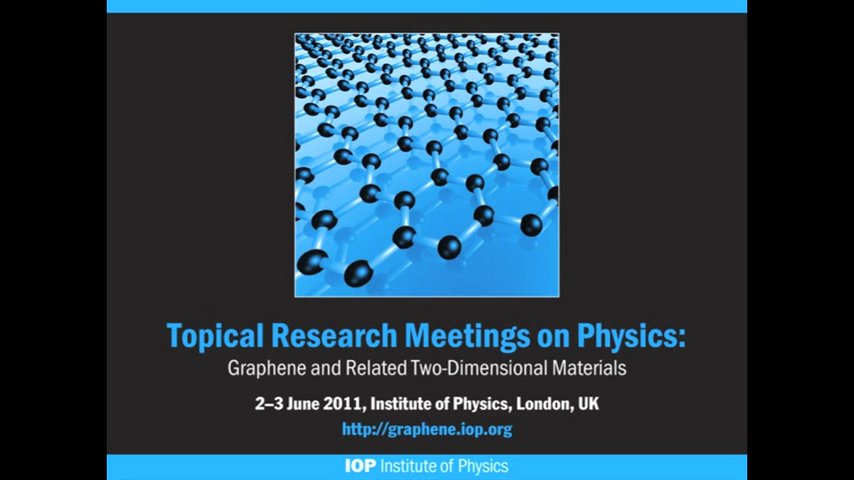 Topical Research Meetings on Physics:
Graphene and Related Two-Dimensional Materials
2–3 June 2011, Institute of Physics, London, UK
http://graphene.iop.org
IOP Institute of Physics